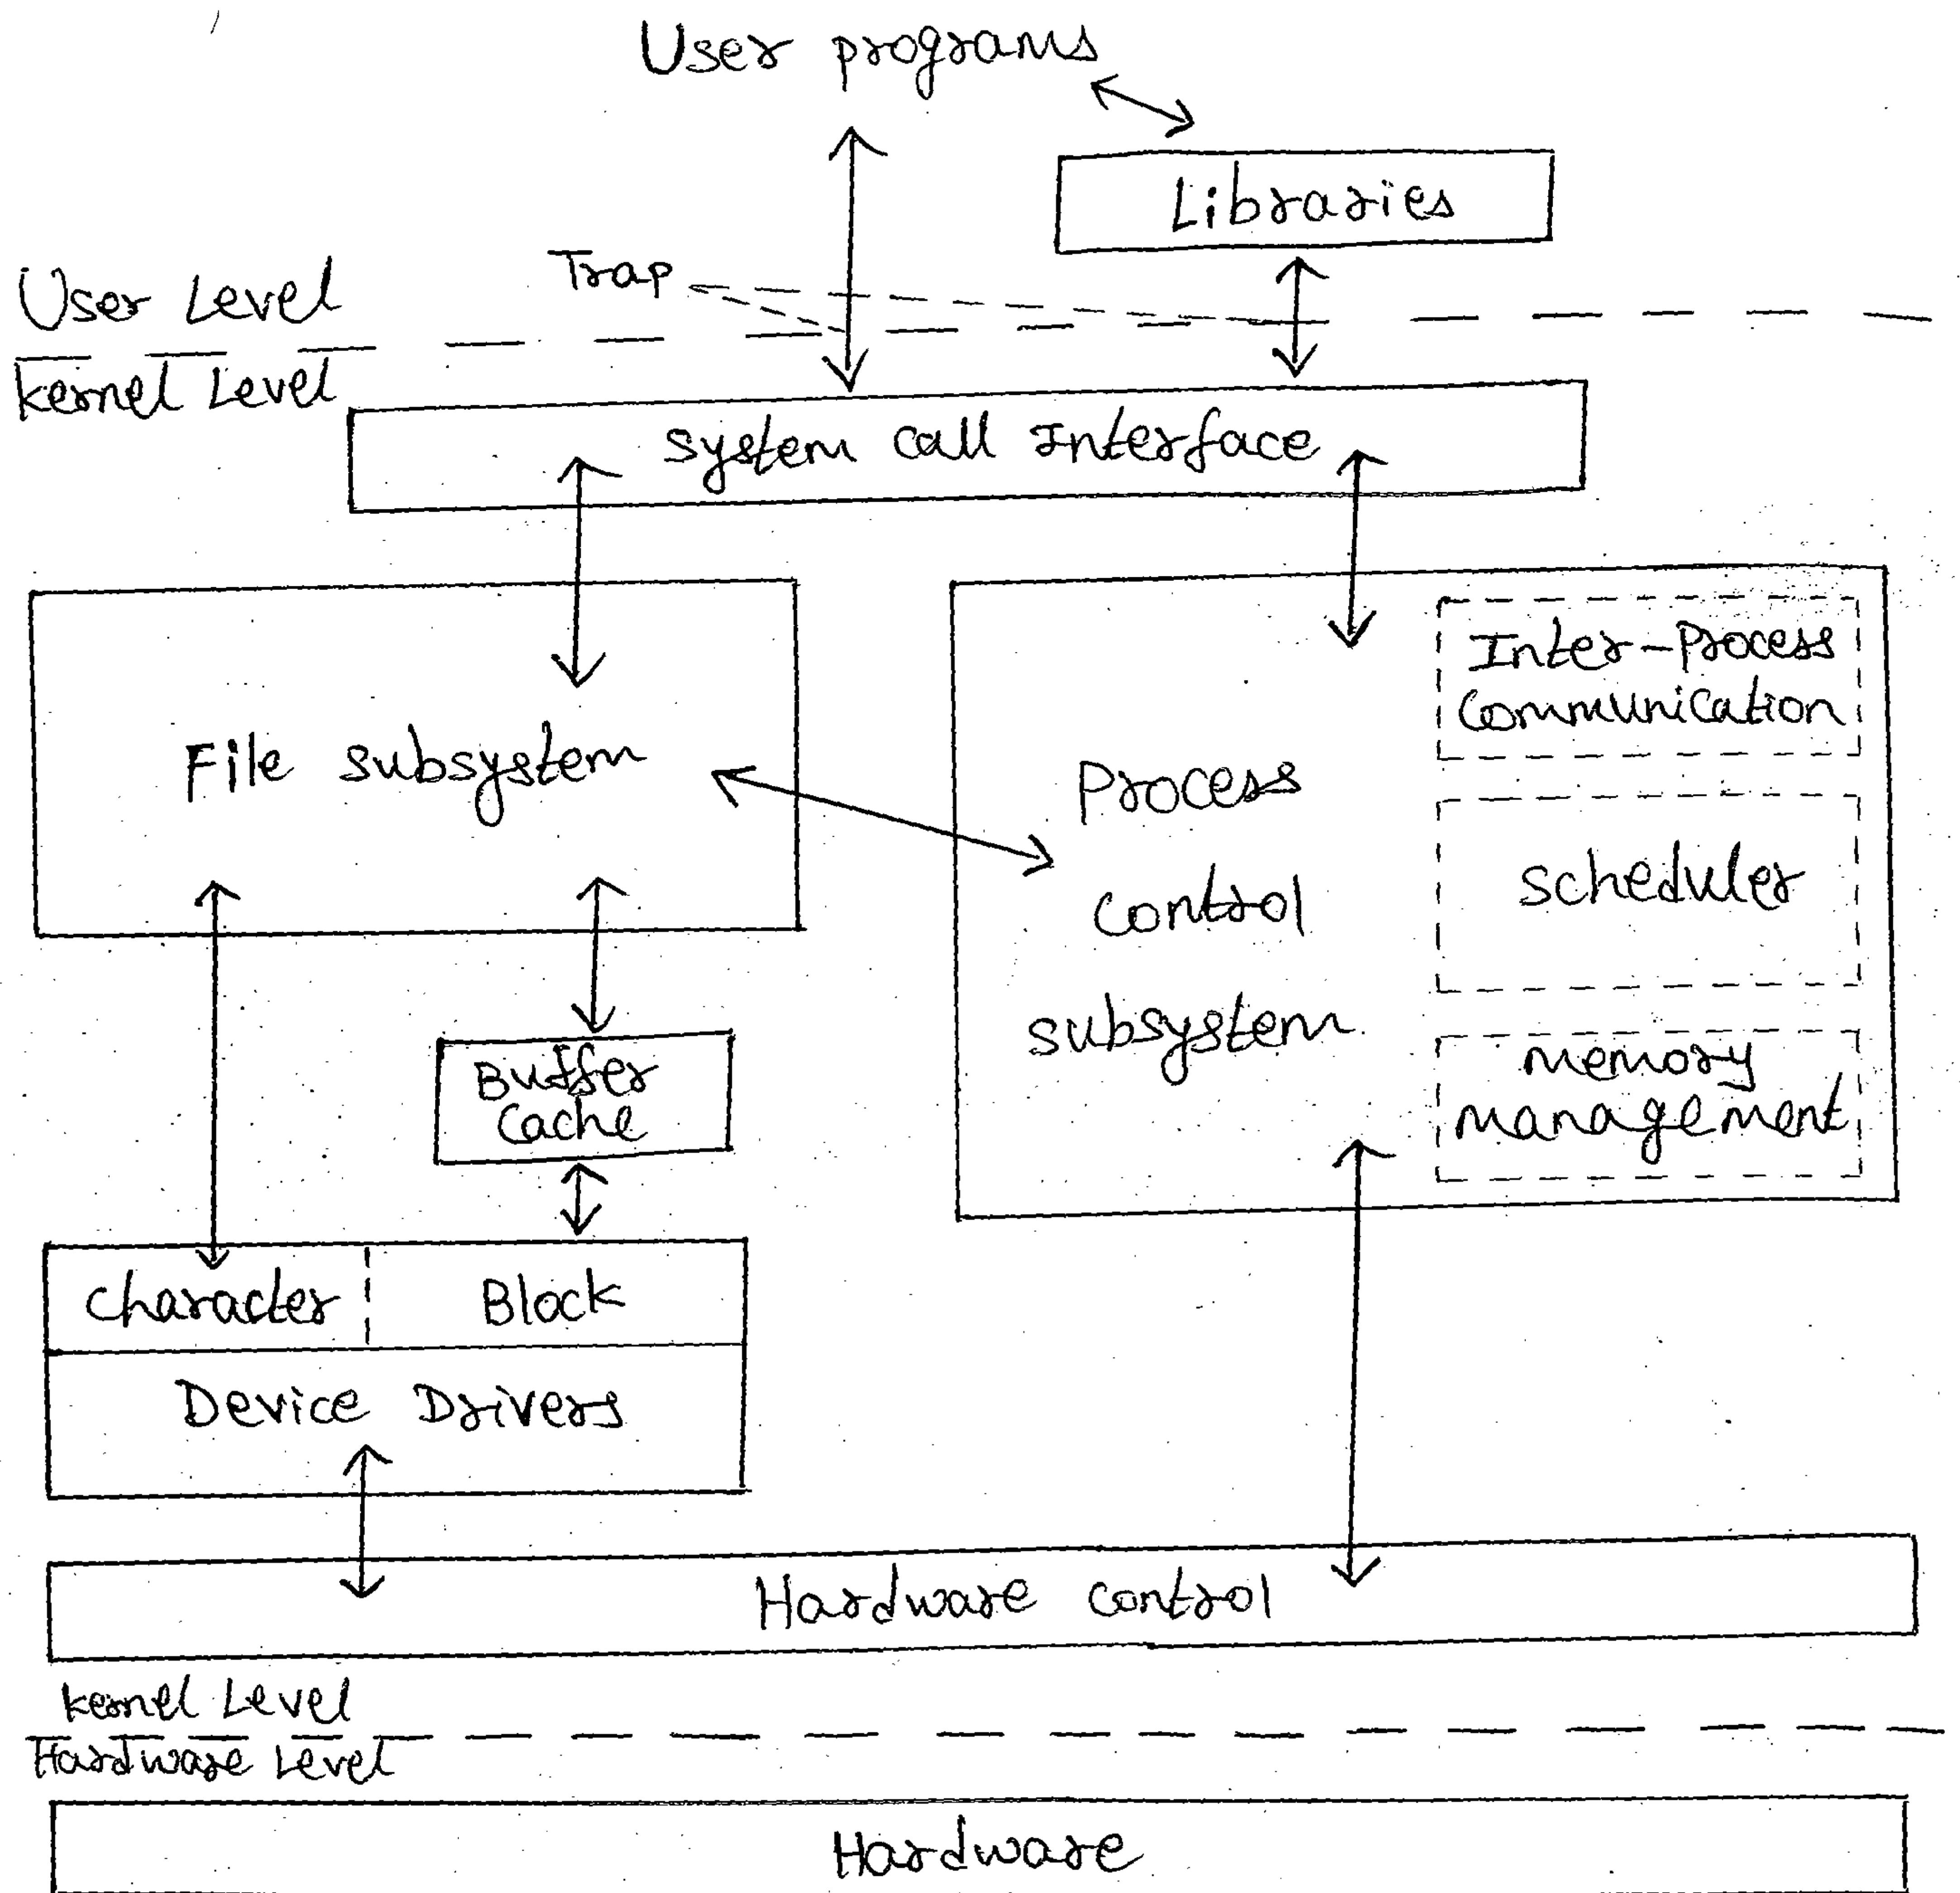 User programs
Libraries
Trap
User Level
kernel Level
System call Interface
File subsystem
Process
control
subsystem
Inter-Process
communication
scheduler
memory
management
Buffer
cache
character
Block
Device Drivers
Hardware control
kernel Level
Hardware Level
Hardware